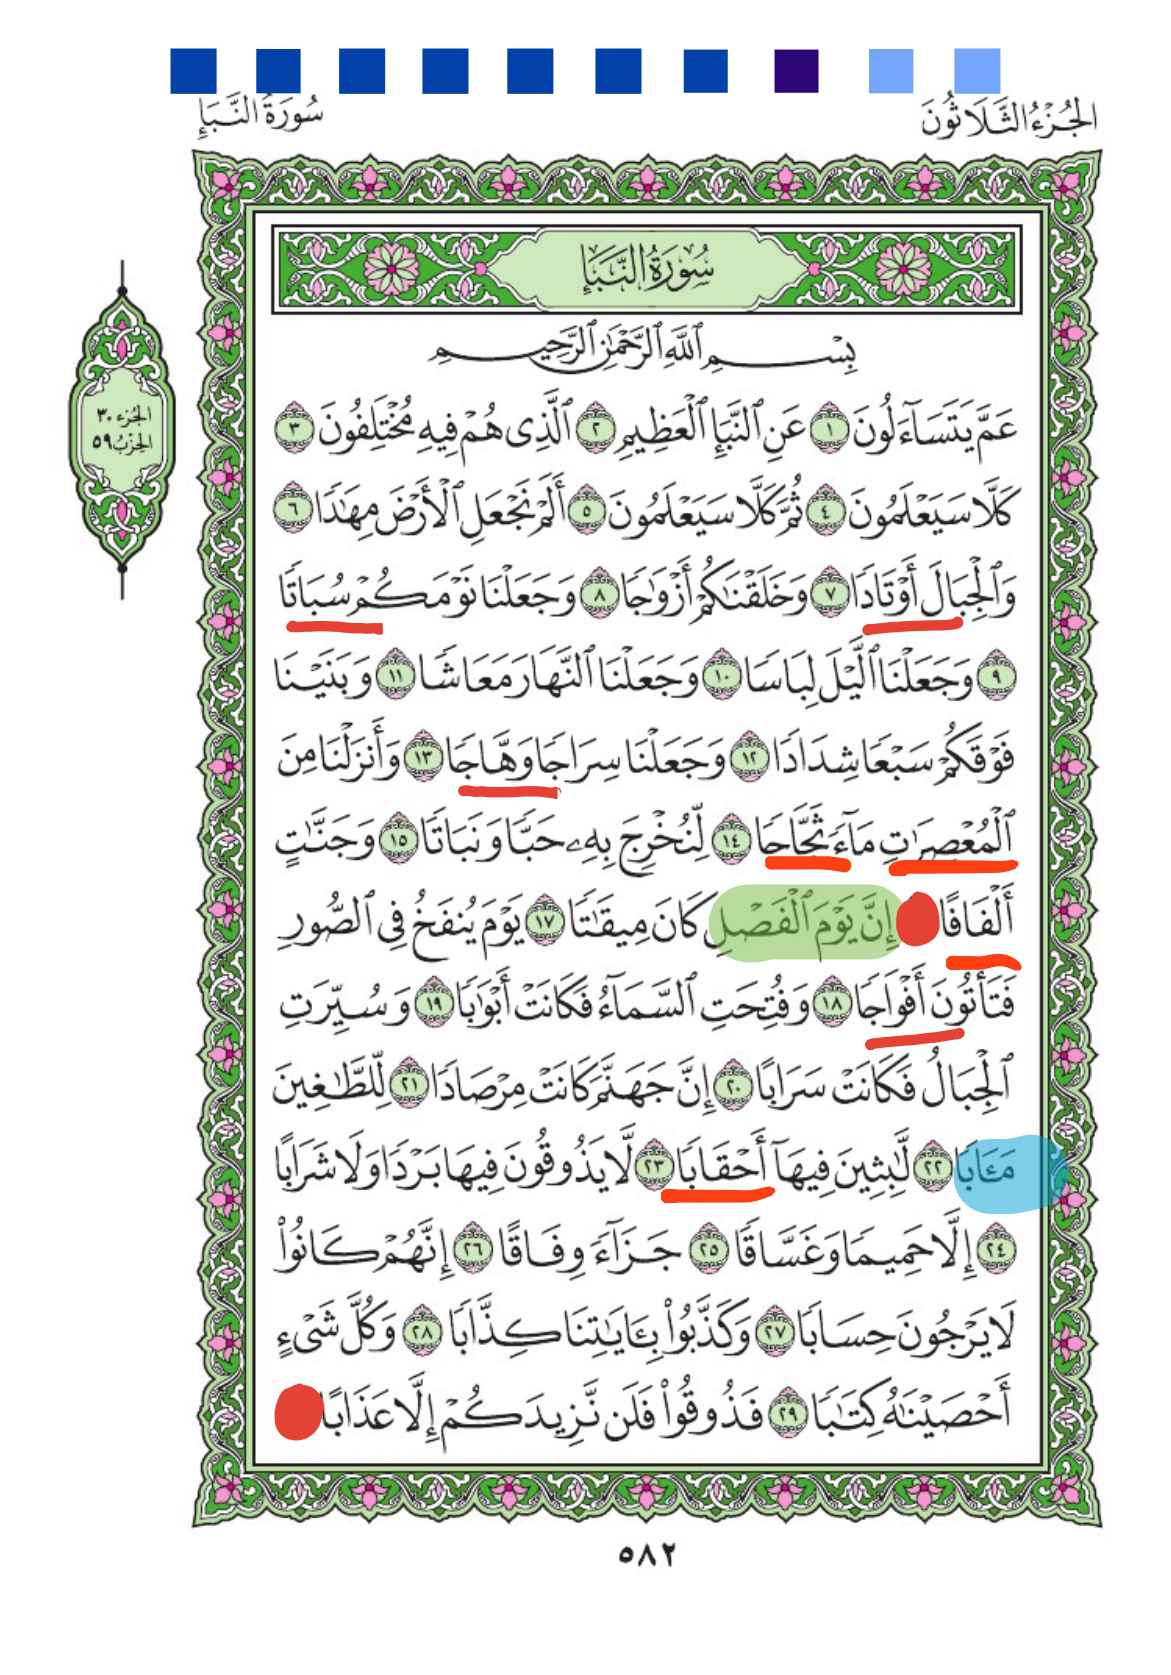 الجُزْءُ الثَّلَاثُونَ
سُورَةُ النَّبَإِ
سُورَةُ النَّبَإِ
الجُزء ٣٠
الحِزْبُ ٥٩
بِسْمِ ٱللَّهِ ٱلرَّحْمَٰنِ ٱلرَّحِيمِ
عَمَّ يَتَسَآءَلُونَ ١ عَنِ ٱلنَّبَإِ ٱلْعَظِيمِ ٢ ٱلَّذِى هُمْ فِيهِ مُخْتَلِفُونَ ٣
كَلَّا سَيَعْلَمُونَ ٤ ثُمَّ كَلَّا سَيَعْلَمُونَ ٥ أَلَمْ نَجْعَلِ ٱلْأَرْضَ مِهَٰدًا ٦
وَٱلْجِبَالَ أَوْتَادًا ٧ وَخَلَقْنَٰكُمْ أَزْوَٰجًا ٨ وَجَعَلْنَا نَوْمَكُمْ سُبَاتًا
٩ وَجَعَلْنَا ٱلَّيْلَ لِبَاسًا ١٠ وَجَعَلْنَا ٱلنَّهَارَ مَعَاشًا ١١ وَبَنَيْنَا
فَوْقَكُمْ سَبْعًا شِدَادًا ١٢ وَجَعَلْنَا سِرَاجًا وَهَّاجًا ١٣ وَأَنزَلْنَا مِنَ
ٱلْمُعْصِرَٰتِ مَآءً ثَجَّاجًا ١٤ لِّنُخْرِجَ بِهِۦ حَبًّا وَنَبَاتًا ١٥ وَجَنَّٰتٍ
أَلْفَافًا إِنَّ يَوْمَ ٱلْفَصْلِ كَانَ مِيقَٰتًا ١٧ يَوْمَ يُنفَخُ فِى ٱلصُّورِ
فَتَأْتُونَ أَفْوَاجًا ١٨ وَفُتِحَتِ ٱلسَّمَآءُ فَكَانَتْ أَبْوَٰبًا ١٩ وَسُيِّرَتِ
ٱلْجِبَالُ فَكَانَتْ سَرَابًا ٢٠ إِنَّ جَهَنَّمَ كَانَتْ مِرْصَادًا ٢١ لِّلطَّٰغِينَ
مَـَٔابًا ٢٢ لَّٰبِثِينَ فِيهَآ أَحْقَابًا ٢٣ لَّا يَذُوقُونَ فِيهَا بَرْدًا وَلَا شَرَابًا
٢٤ إِلَّا حَمِيمًا وَغَسَّاقًا ٢٥ جَزَآءً وِفَاقًا ٢٦ إِنَّهُمْ كَانُوا۟
لَا يَرْجُونَ حِسَابًا ٢٧ وَكَذَّبُوا۟ بِـَٔايَٰتِنَا كِذَّابًا ٢٨ وَكُلَّ شَىْءٍ
أَحْصَيْنَٰهُ كِتَٰبًا ٢٩ فَذُوقُوا۟ فَلَن نَّزِيدَكُمْ إِلَّا عَذَابًا
٥٨٢